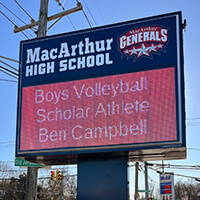 MacArthur
HIGH SCHOOL
MacArthur
GENERALS
Boys Volleyball
Scholar Athlete
Ben Campbell